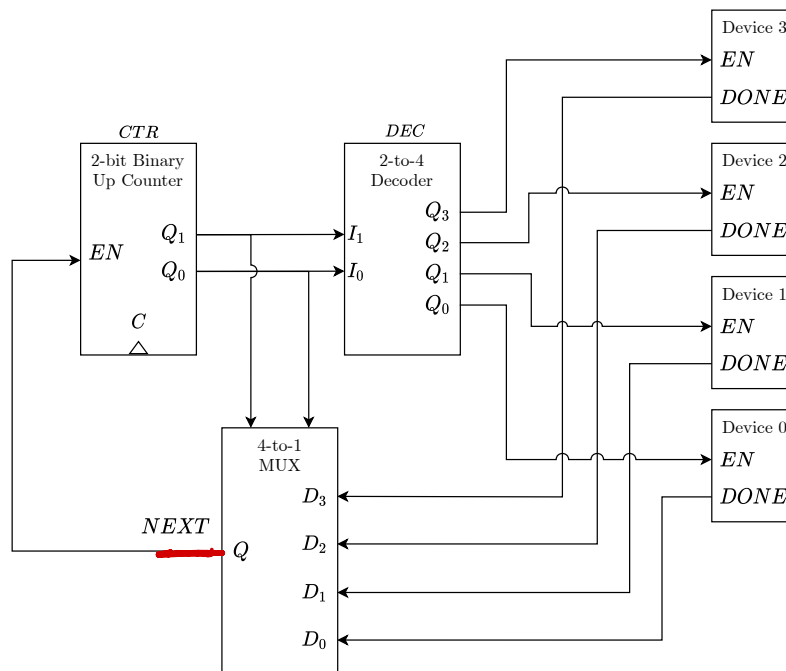 Device 3
EN
DONE
CTR
2-bit Binary
Up Counter
Q₁
Q₀
EN
C
DEC
2-to-4
Decoder
I₁
I₀
Q₃
Q₂
Q₁
Q₀
Device 2
EN
DONE
Device 1
EN
DONE
Device 0
EN
DONE
4-to-1
MUX
D₃
D₂
D₁
D₀
Q
NEXT